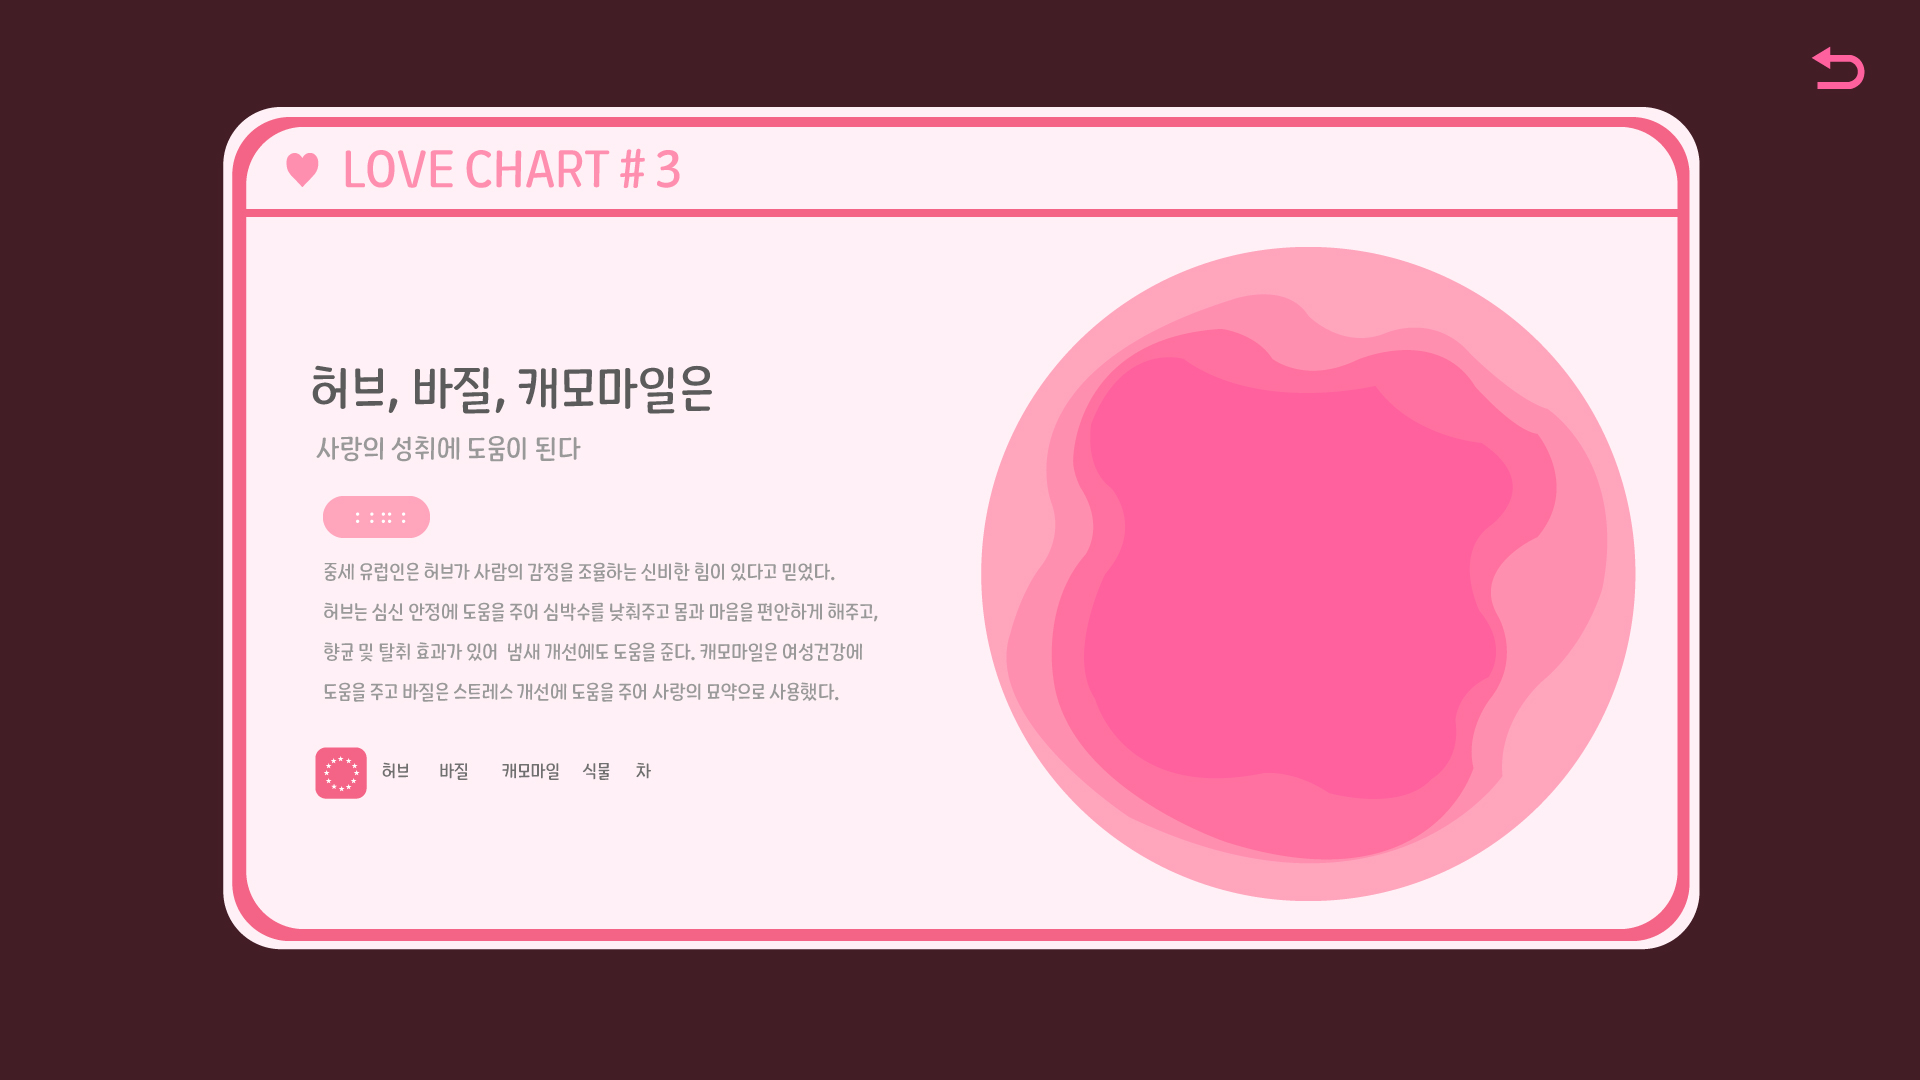 LOVE CHART # 3
허브, 바질, 캐모마일은
사랑의 성취에 도움이 된다
중세 유럽인은 허브가 사람의 감정을 조율하는 신비한 힘이 있다고 믿었다.
허브는 심신 안정에 도움을 주어 심박수를 낮춰주고 몸과 마음을 편안하게 해주고,
향균 및 탈취 효과가 있어 냄새 개선에도 도움을 준다. 캐모마일은 여성건강에
도움을 주고 바질은 스트레스 개선에 도움을 주어 사랑의 묘약으로 사용했다.
허브 바질 캐모마일 식물 차